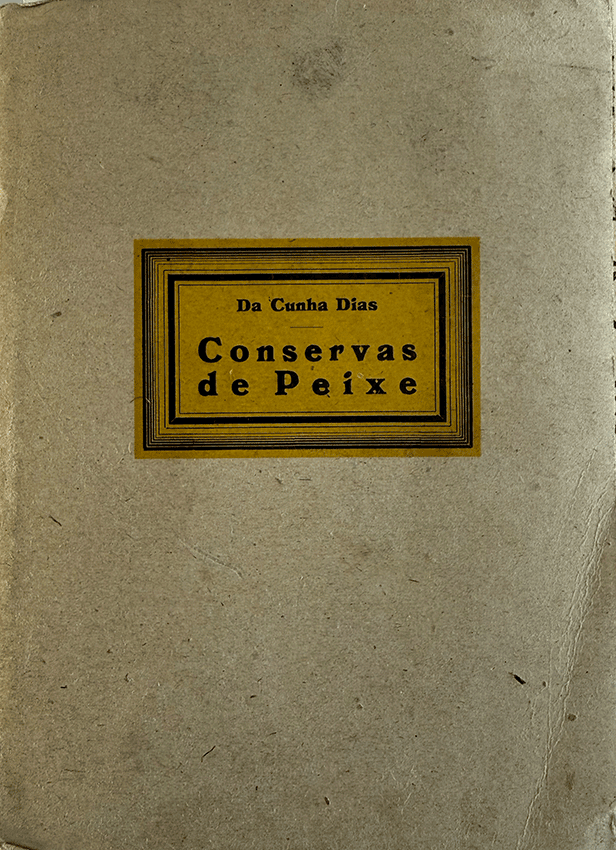 Da Cunha Dias
Conservas
de Peixe